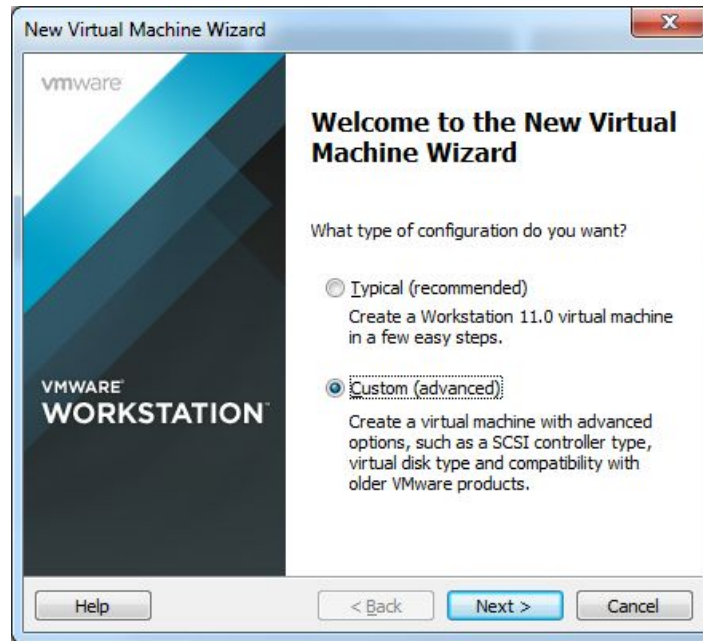 New Virtual Machine Wizard
vmware
Welcome to the New Virtual
Machine Wizard
What type of configuration do you want?
Typical (recommended)
Create a Workstation 11.0 virtual machine
in a few easy steps.
Custom (advanced)
Create a virtual machine with advanced
options, such as a SCSI controller type,
virtual disk type and compatibility with
older VMware products.
VMWARE®
WORKSTATION™
Help
< Back
Next >
Cancel